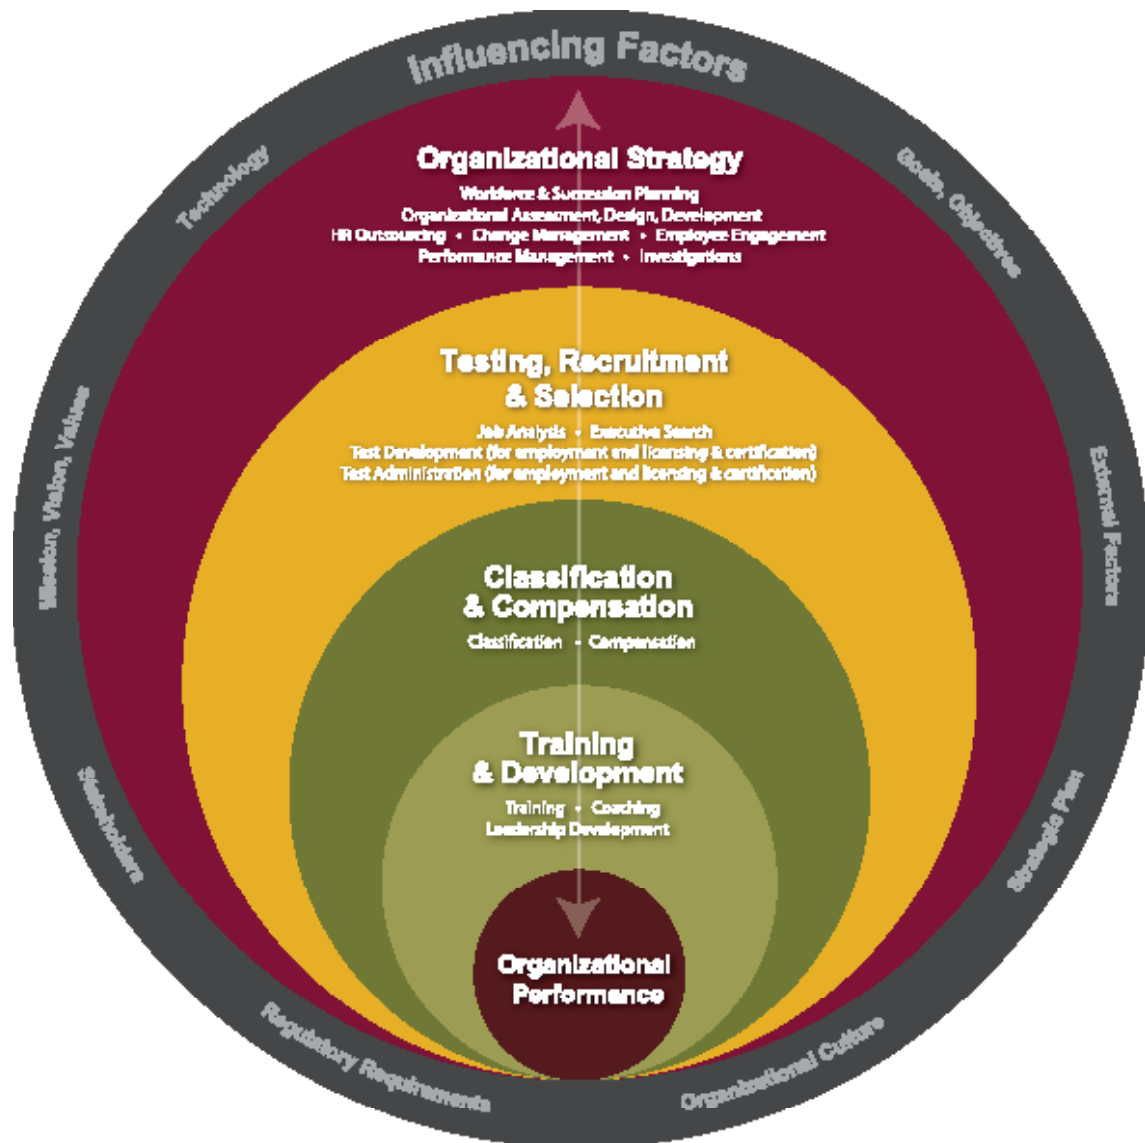 Influencing Factors
Technology
Goals, Objectives
Mission, Vision, Values
External Factors
Stakeholders
Strategic Plan
Regulatory Requirements
Organizational Culture
Organizational Strategy
Workforce & Succession Planning
Organizational Assessment, Design, Development
HR Outsourcing • Change Management • Employee Engagement
Performance Management • Investigations
Testing, Recruitment
& Selection
Job Analysis • Executive Search
Test Development (for employment and licensing & certification)
Test Administration (for employment and licensing & certification)
Classification
& Compensation
Classification • Compensation
Training
& Development
Training • Coaching
Leadership Development
Organizational
Performance